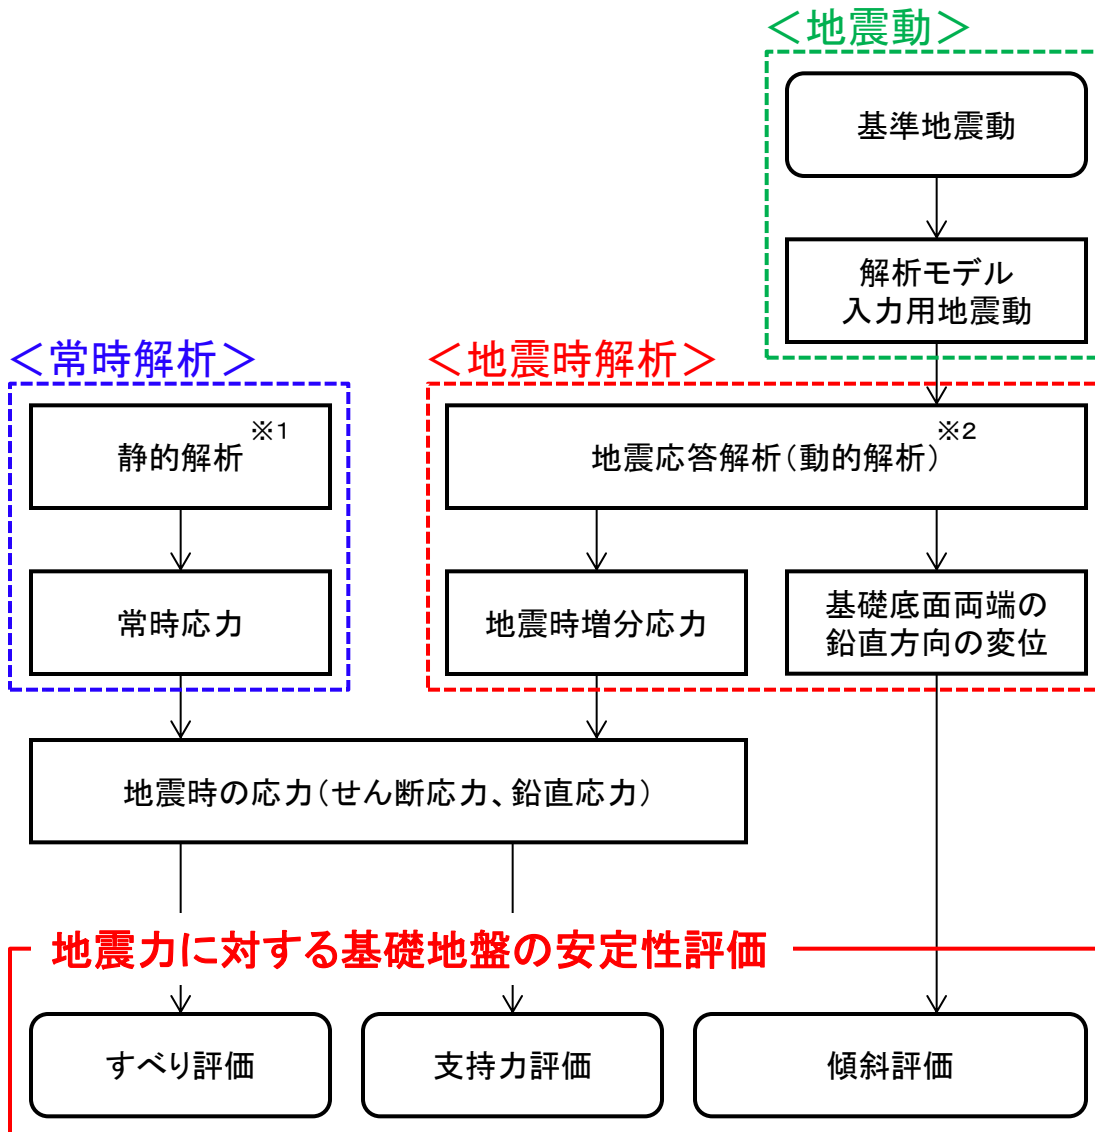 <地震動>
基準地震動
解析モデル
入力用地震動
<常時解析>
<地震時解析>
静的解析※1
地震応答解析(動的解析)※2
常時応力
地震時増分応力
基礎底面両端の
鉛直方向の変位
地震時の応力(せん断応力、鉛直応力)
地震力に対する基礎地盤の安定性評価
すべり評価
支持力評価
傾斜評価